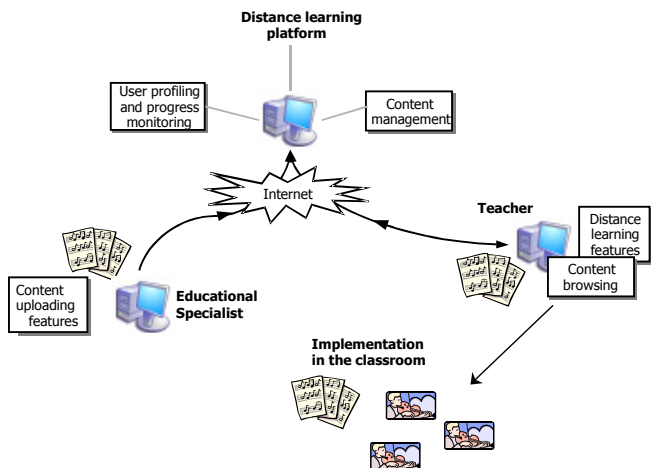 Distance learning
platform
User profiling
and progress
monitoring
Content
management
Internet
Teacher
Distance
learning
features
Content
browsing
Content
uploading
features
Educational
Specialist
Implementation
in the classroom